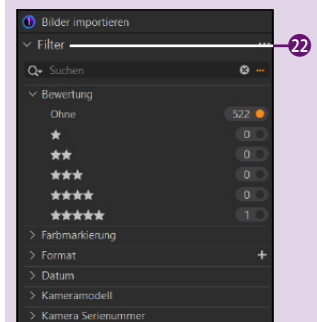 1 Bilder importieren
Filter ... 22
Suchen ...
Bewertung
Ohne 522
★ 0
★★ 0
★★★ 0
★★★★ 0
★★★★★ 1
Farbmarkierung
Format +
Datum
Kameramodell
Kamera Seriennummer